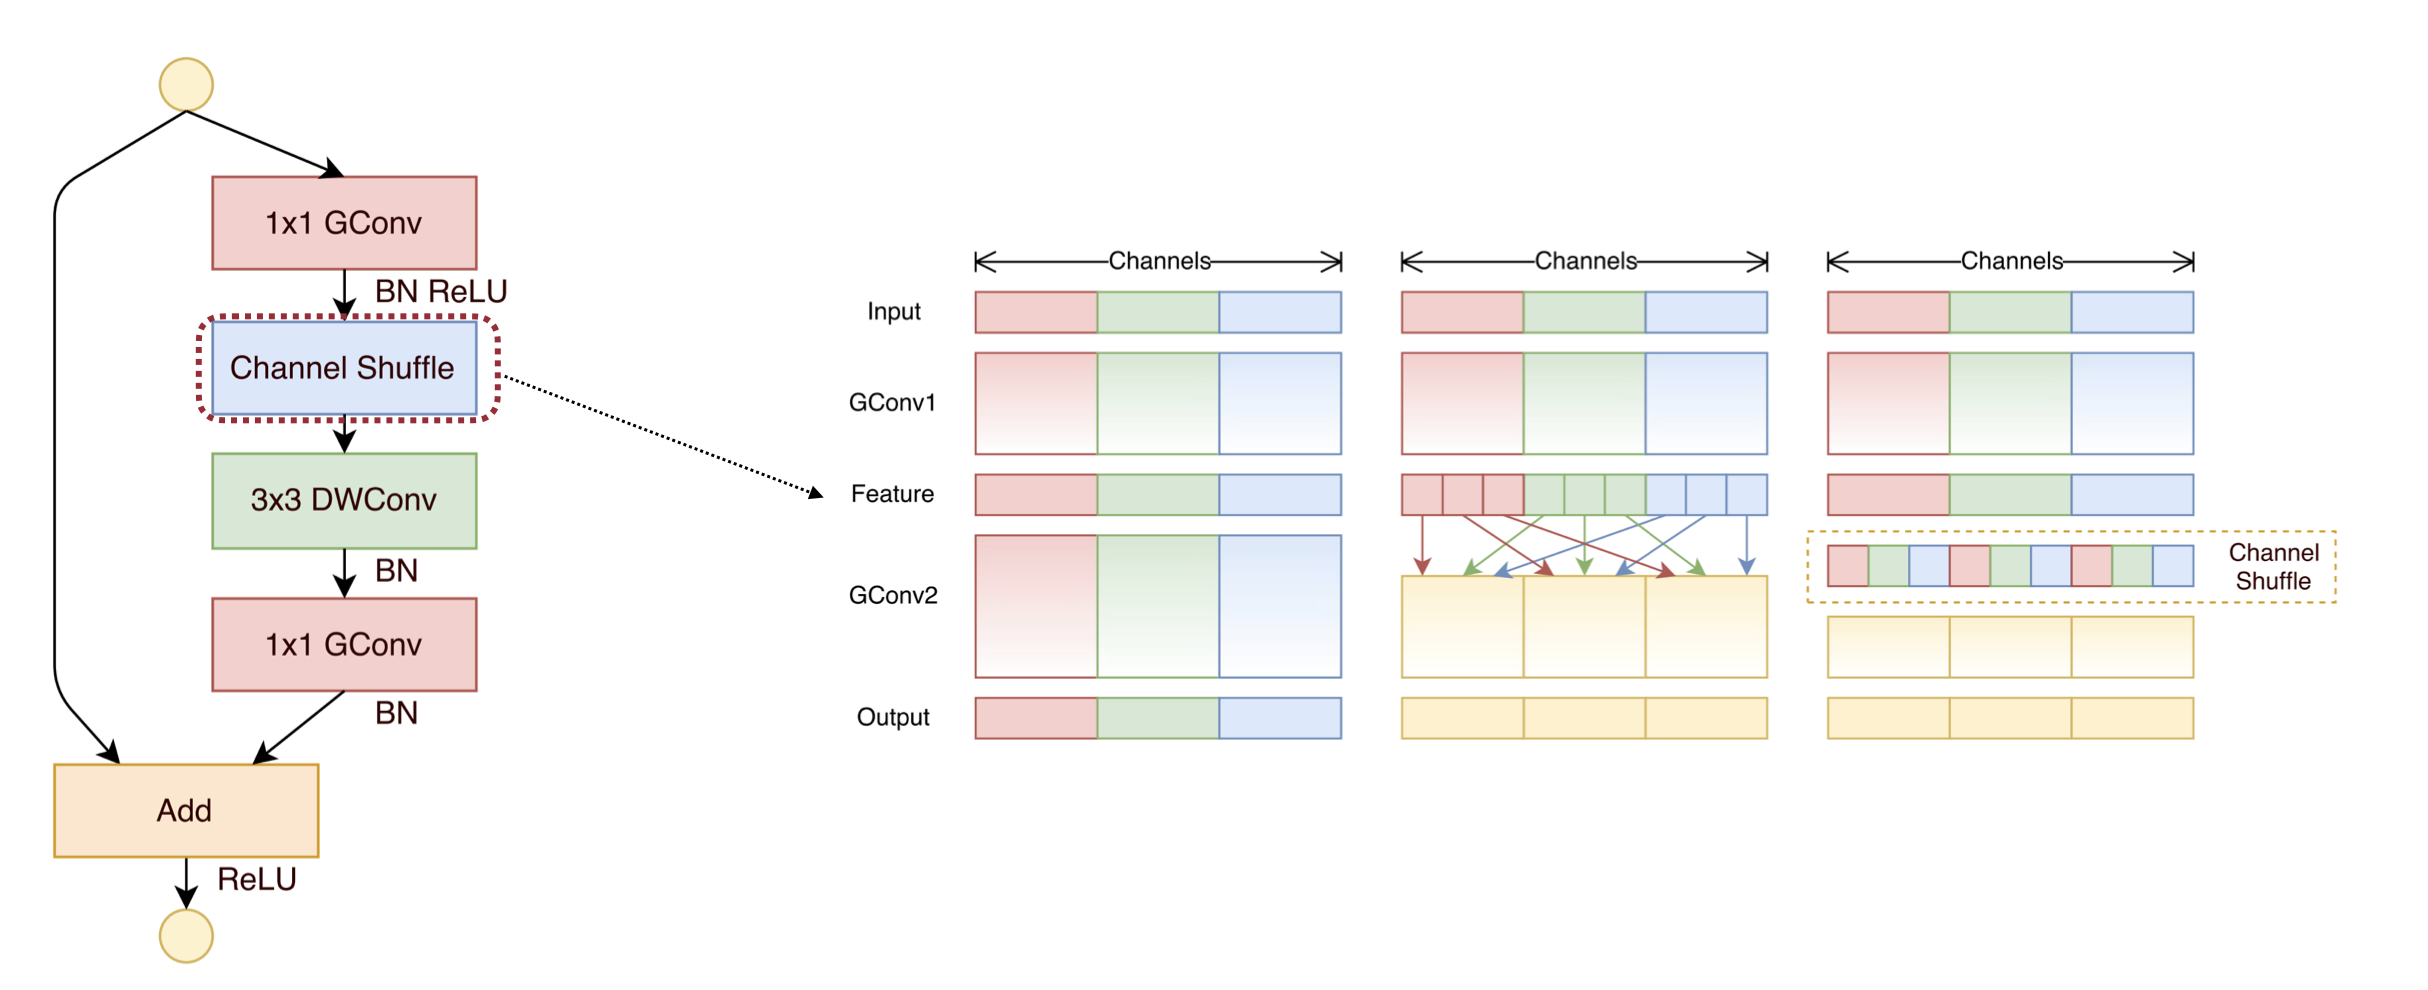 1x1 GConv
BN ReLU
Channel Shuffle
3x3 DWConv
BN
1x1 GConv
BN
Add
ReLU
Channels
Channels
Channels
Input
GConv1
Feature
GConv2
Output
Channel
Shuffle